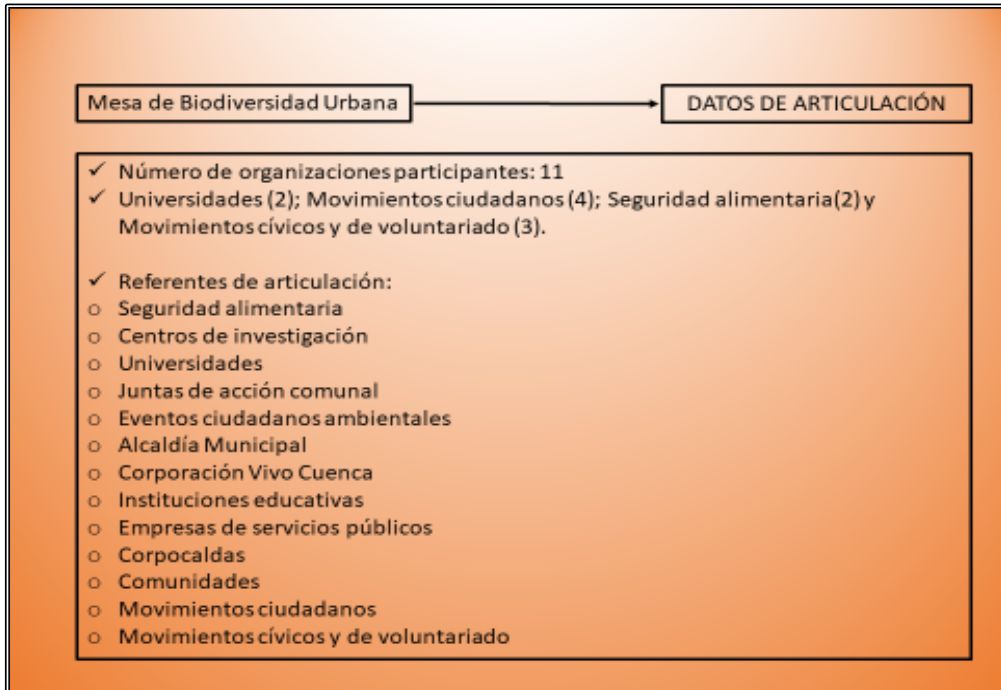 Mesa de Biodiversidad Urbana
DATOS DE ARTICULACIÓN
✓ Número de organizaciones participantes: 11
✓ Universidades (2); Movimientos ciudadanos (4); Seguridad alimentaria(2) y
Movimientos cívicos y de voluntariado (3).
✓ Referentes de articulación:
o Seguridad alimentaria
o Centros de investigación
o Universidades
o Juntas de acción comunal
o Eventos ciudadanos ambientales
o Alcaldía Municipal
o Corporación Vivo Cuenca
o Instituciones educativas
o Empresas de servicios públicos
o Corpocaldas
o Comunidades
o Movimientos ciudadanos
o Movimientos cívicos y de voluntariado